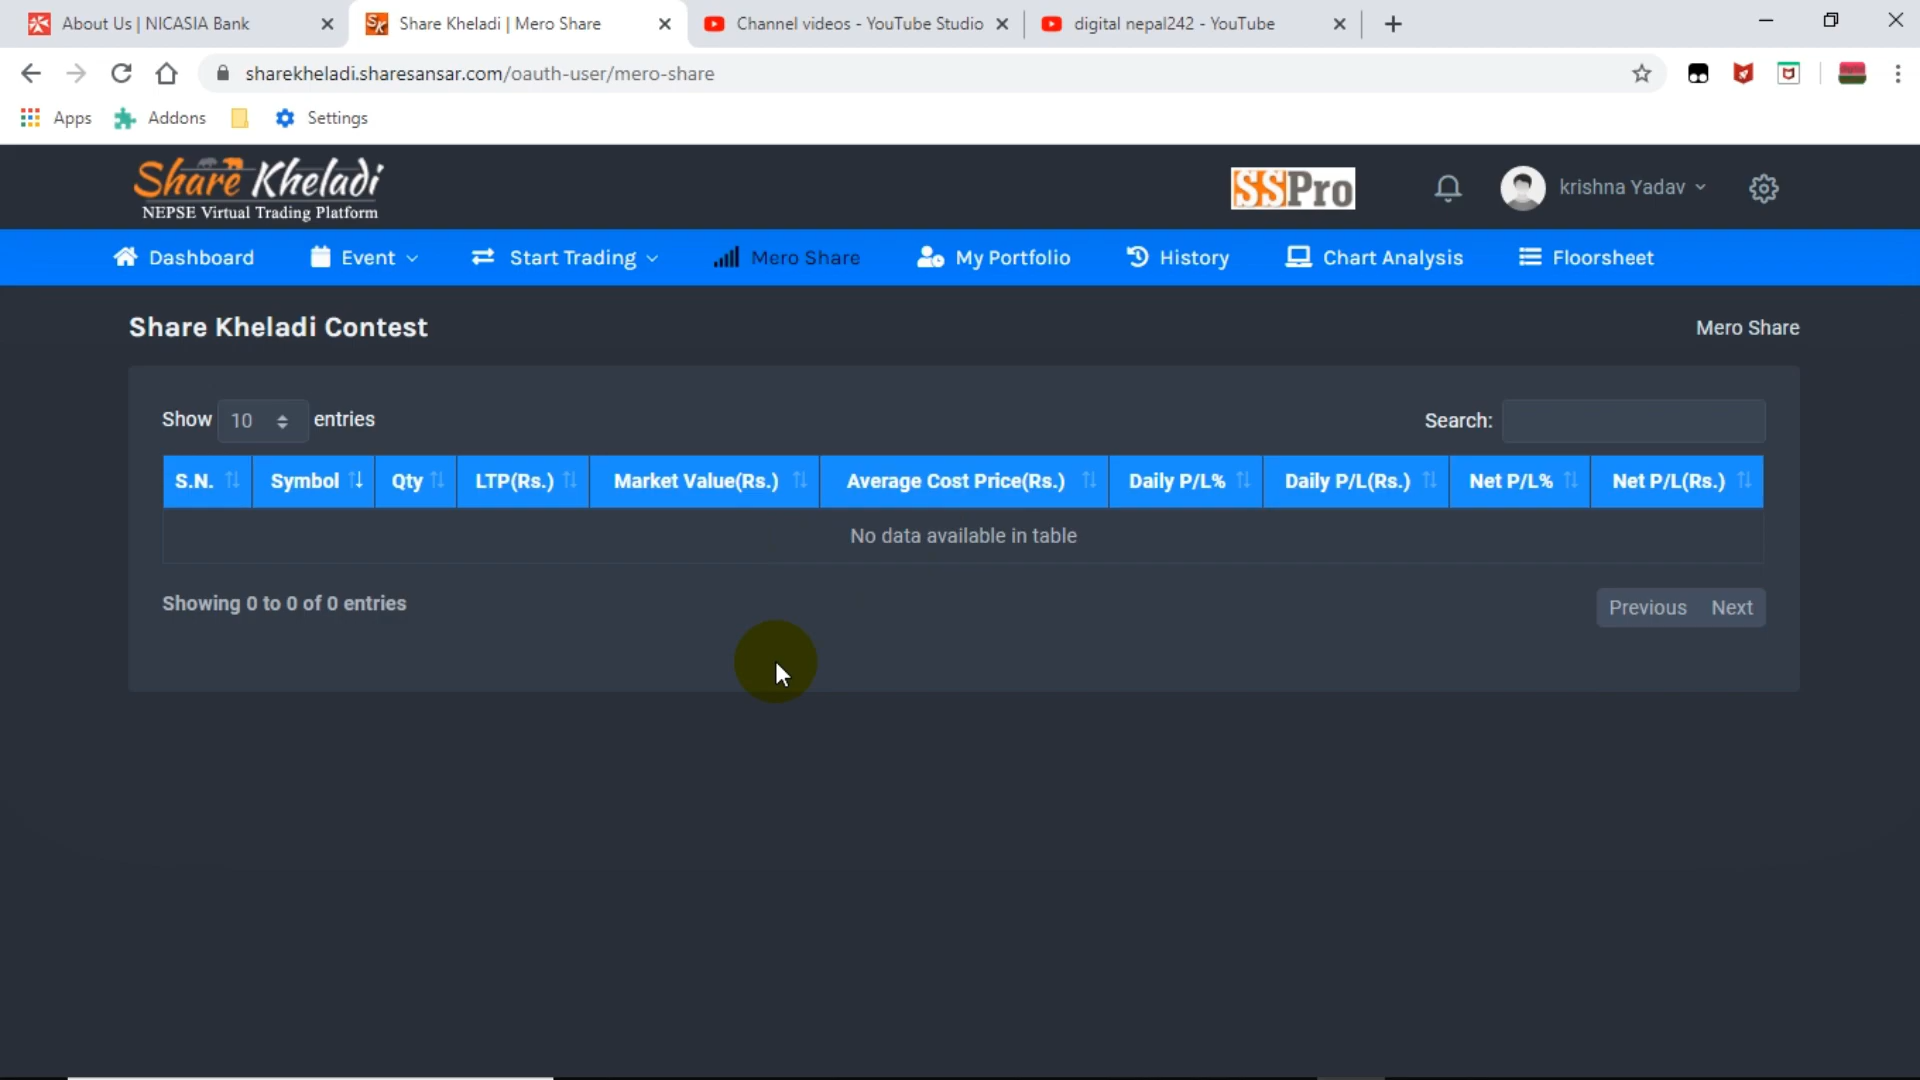 About Us | NICASIA Bank
Share Kheladi | Mero Share
Channel videos - YouTube Studio
digital nepal242 - YouTube
sharekheladi.sharesansar.com/oauth-user/mero-share
Apps
Addons
Settings
Share Kheladi
NEPSE Virtual Trading Platform
SSPro
krishna Yadav
Dashboard
Event
Start Trading
Mero Share
My Portfolio
History
Chart Analysis
Floorsheet
Share Kheladi Contest
Mero Share
Show 10 entries
Search:
S.N. Symbol Qty LTP(Rs.) Market Value(Rs.) Average Cost Price(Rs.) Daily P/L% Daily P/L(Rs.) Net P/L% Net P/L(Rs.)
No data available in table
Showing 0 to 0 of 0 entries
Previous Next